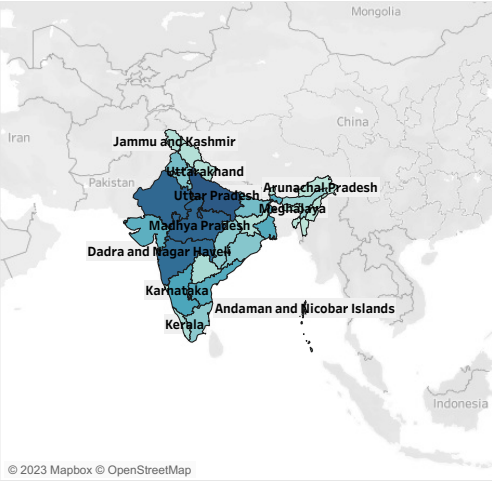 Mongolia
China
Iran
Pakistan
Jammu and Kashmir
Uttarakhand
Arunachal Pradesh
Uttar Pradesh
Meghalaya
Madhya Pradesh
Dadra and Nagar Haveli
Karnataka
Andaman and Nicobar Islands
Kerala
Indonesia
© 2023 Mapbox © OpenStreetMap